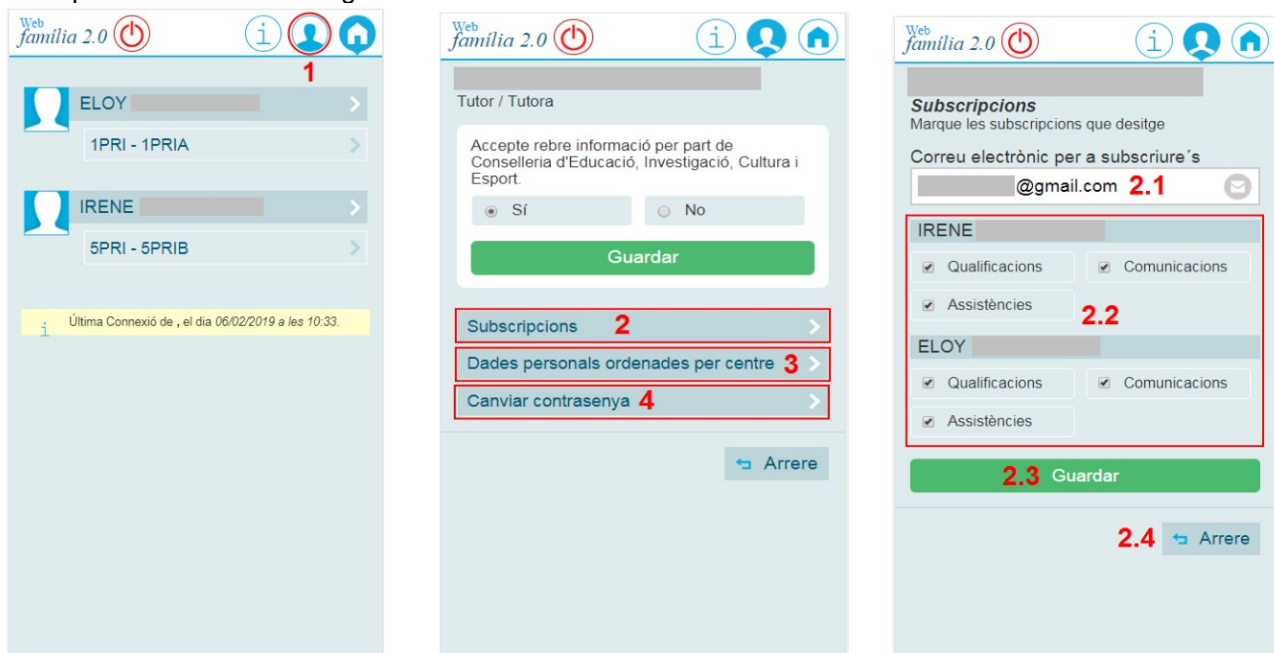 Web
família 2.0
i
1
ELOY
1PRI - 1PRIA
IRENE
5PRI - 5PRIB
i Última Connexió de , el dia 06/02/2019 a les 10:33.
Web
família 2.0
i
Tutor / Tutora
Accepte rebre informació per part de
Conselleria d'Educació, Investigació, Cultura i
Esport.
Sí No
Guardar
Subscripcions 2
Dades personals ordenades per centre 3
Canviar contrasenya 4
Arrere
Web
família 2.0
i
Subscripcions
Marque les subscripcions que desitge
Correu electrònic per a subscriure´s
@gmail.com 2.1
IRENE
Qualificacions Comunicacions
Assistències
2.2
ELOY
Qualificacions Comunicacions
Assistències
2.3 Guardar
2.4 Arrere